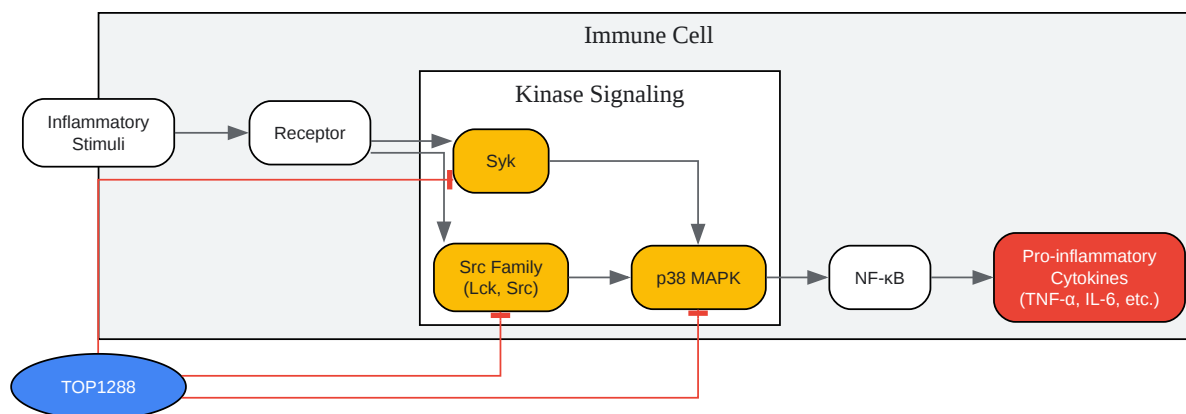 Immune Cell
Kinase Signaling
Inflammatory
Stimuli
Receptor
Syk
Src Family
(Lck, Src)
p38 MAPK
NF-κB
Pro-inflammatory
Cytokines
(TNF-α, IL-6, etc.)
TOP1288